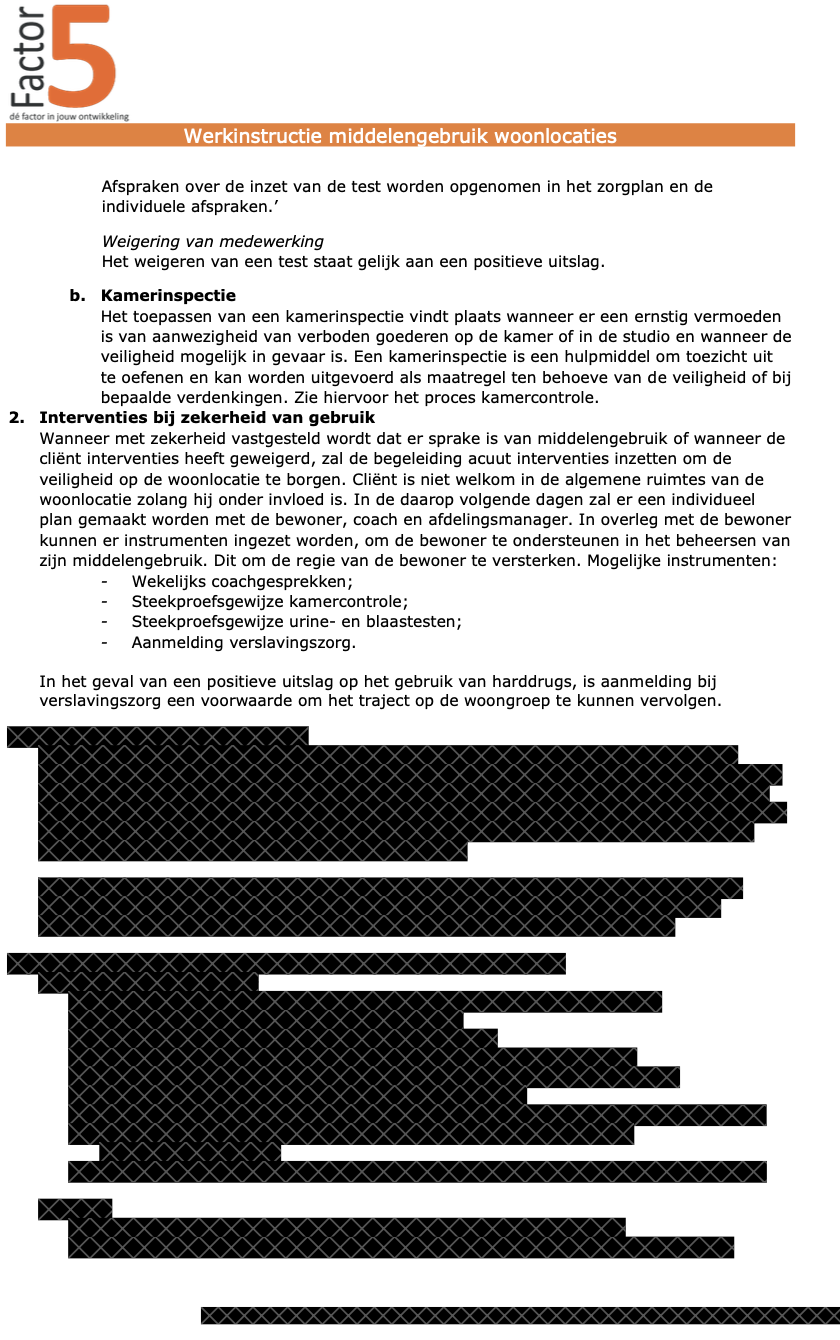 Factor
5
dé factor in jouw ontwikkeling
Werkinstructie middelengebruik woonlocaties
Afspraken over de inzet van de test worden opgenomen in het zorgplan en de
individuele afspraken.’
Weigering van medewerking
Het weigeren van een test staat gelijk aan een positieve uitslag.
b. Kamerinspectie
Het toepassen van een kamerinspectie vindt plaats wanneer er een ernstig vermoeden
is van aanwezigheid van verboden goederen op de kamer of in de studio en wanneer de
veiligheid mogelijk in gevaar is. Een kamerinspectie is een hulpmiddel om toezicht uit
te oefenen en kan worden uitgevoerd als maatregel ten behoeve van de veiligheid of bij
bepaalde verdenkingen. Zie hiervoor het proces kamercontrole.
2. Interventies bij zekerheid van gebruik
Wanneer met zekerheid vastgesteld wordt dat er sprake is van middelengebruik of wanneer de
cliënt interventies heeft geweigerd, zal de begeleiding acuut interventies inzetten om de
veiligheid op de woonlocatie te borgen. Cliënt is niet welkom in de algemene ruimtes van de
woonlocatie zolang hij onder invloed is. In de daarop volgende dagen zal er een individueel
plan gemaakt worden met de bewoner, coach en afdelingsmanager. In overleg met de bewoner
kunnen er instrumenten ingezet worden, om de bewoner te ondersteunen in het beheersen van
zijn middelengebruik. Dit om de regie van de bewoner te versterken. Mogelijke instrumenten:
- Wekelijks coachgesprekken;
- Steekproefsgewijze kamercontrole;
- Steekproefsgewijze urine- en blaastesten;
- Aanmelding verslavingszorg.
In het geval van een positieve uitslag op het gebruik van harddrugs, is aanmelding bij
verslavingszorg een voorwaarde om het traject op de woongroep te kunnen vervolgen.